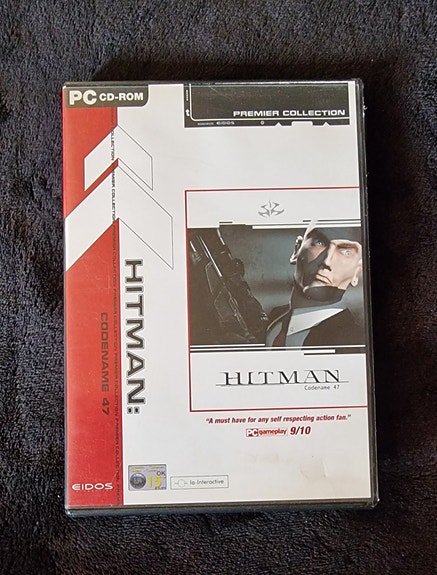 PC CD-ROM
PREMIER COLLECTION
EIDOS
HITMAN:
CODENAME 47
HITMAN
Codename 47
"A must have for any self respecting action fan."
PC gameplay 9/10
EIDOS
OK
io-Interactive